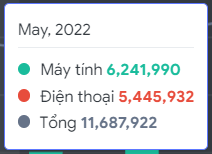 May, 2022
Máy tính 6,241,990
Điện thoại 5,445,932
Tổng 11,687,922